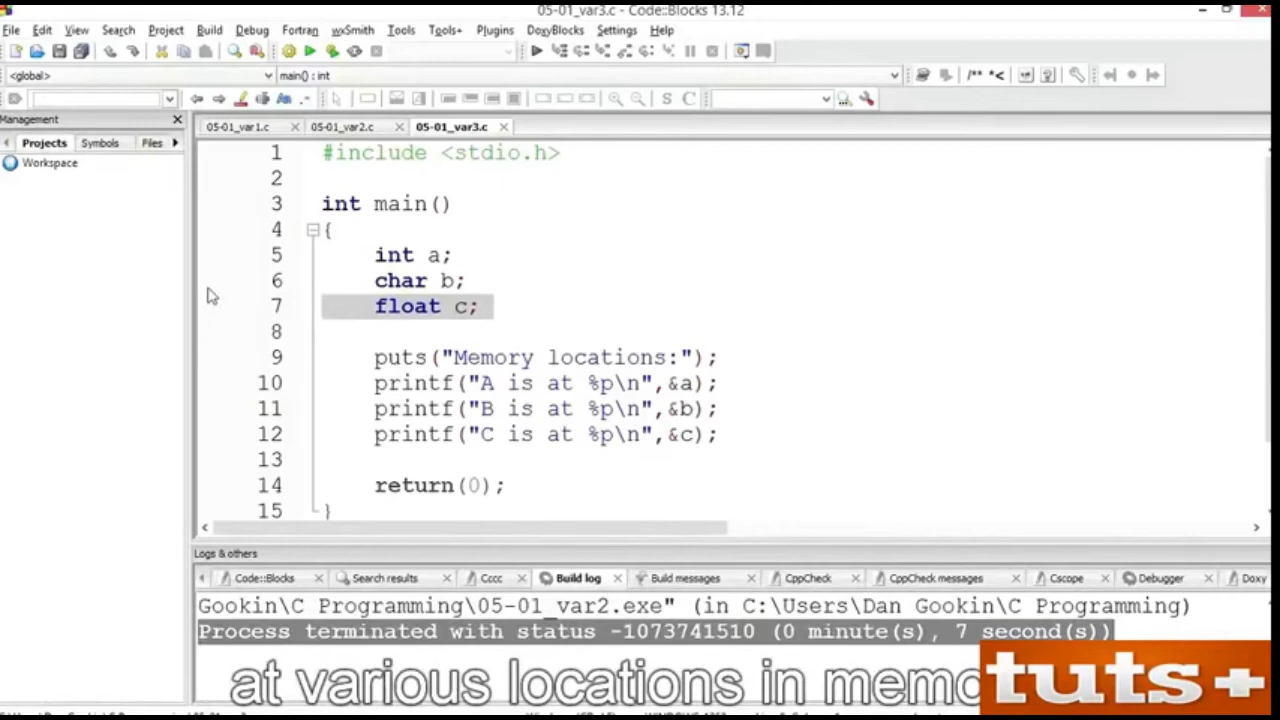 05-01_var3.c - Code::Blocks 13.12
File Edit View Search Project Build Debug Fortran wxSmith Tools Tools+ Plugins DoxyBlocks Settings Help
<global> main() : int
/** *<
S C
Management
05-01_var1.c 05-01_var2.c 05-01_var3.c
Projects Symbols Files
Workspace
1 #include <stdio.h>
2
3 int main()
4 {
5 int a;
6 char b;
7 float c;
8
9 puts("Memory locations:");
10 printf("A is at %p\n",&a);
11 printf("B is at %p\n",&b);
12 printf("C is at %p\n",&c);
13
14 return(0);
15 }
Logs & others
Code::Blocks Search results Cccc Build log Build messages CppCheck CppCheck messages Cscope Debugger Doxy
Gookin\C Programming\05-01_var2.exe" (in C:\Users\Dan Gookin\C Programming)
Process terminated with status -1073741510 (0 minute(s), 7 second(s))
at various locations in memo
tuts+